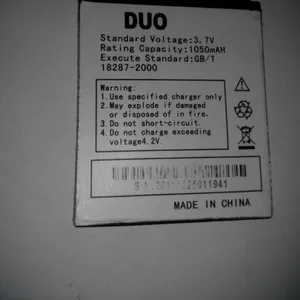 DUO
Standard Voltage:3.7V
Rating Capacity:1050mAH
Execute Standard:GB/T
18287-2000
Warning:
1. Use specified charger only
2. May explode if damaged
or disposed of in fire.
3. Do not short-circuit.
4. Do not charge exceeding
voltage4.2V.
MADE IN CHINA